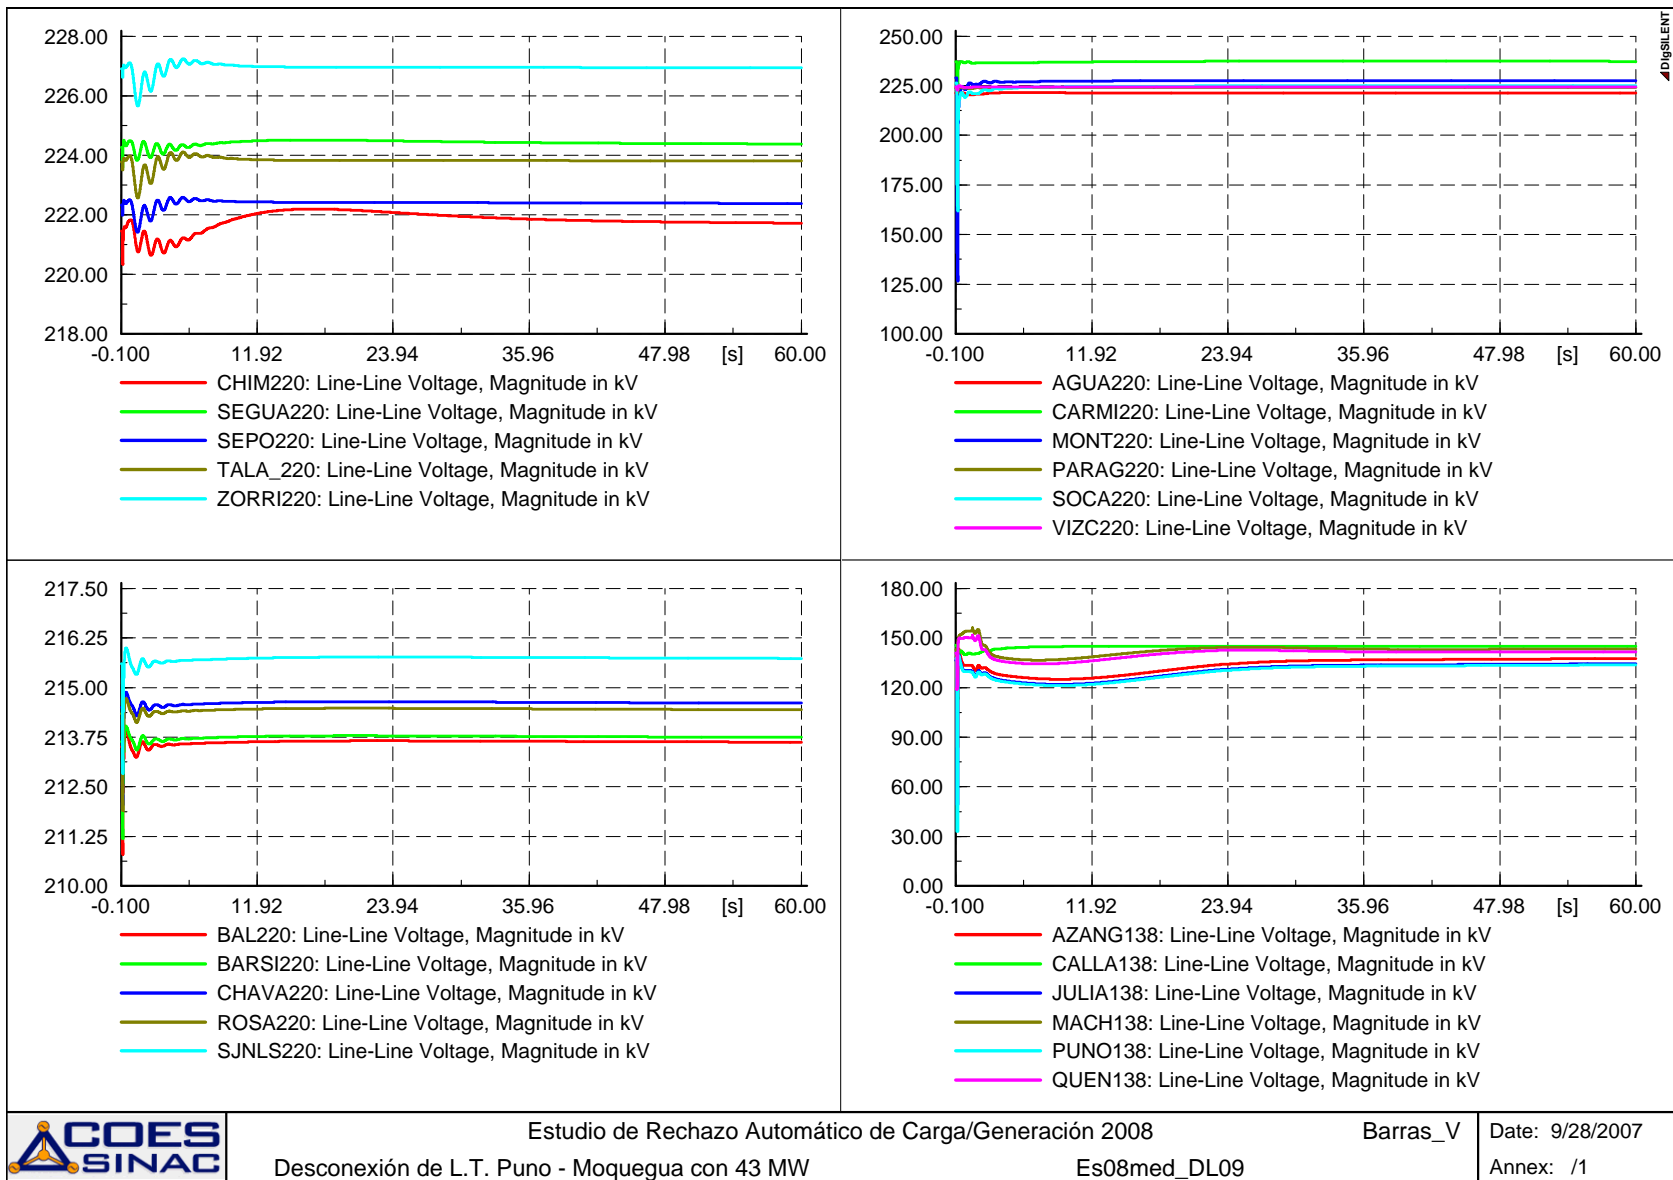 228.00
226.00
224.00
222.00
220.00
218.00
-0.100 11.92 23.94 35.96 47.98 [s] 60.00
CHIM220: Line-Line Voltage, Magnitude in kV
SEGUA220: Line-Line Voltage, Magnitude in kV
SEPO220: Line-Line Voltage, Magnitude in kV
TALA_220: Line-Line Voltage, Magnitude in kV
ZORRI220: Line-Line Voltage, Magnitude in kV
250.00
225.00
200.00
175.00
150.00
125.00
100.00
-0.100 11.92 23.94 35.96 47.98 [s] 60.00
AGUA220: Line-Line Voltage, Magnitude in kV
CARMI220: Line-Line Voltage, Magnitude in kV
MONT220: Line-Line Voltage, Magnitude in kV
PARAG220: Line-Line Voltage, Magnitude in kV
SOCA220: Line-Line Voltage, Magnitude in kV
VIZC220: Line-Line Voltage, Magnitude in kV
DIgSILENT
217.50
216.25
215.00
213.75
212.50
211.25
210.00
-0.100 11.92 23.94 35.96 47.98 [s] 60.00
BAL220: Line-Line Voltage, Magnitude in kV
BARSI220: Line-Line Voltage, Magnitude in kV
CHAVA220: Line-Line Voltage, Magnitude in kV
ROSA220: Line-Line Voltage, Magnitude in kV
SJNLS220: Line-Line Voltage, Magnitude in kV
180.00
150.00
120.00
90.00
60.00
30.00
0.00
-0.100 11.92 23.94 35.96 47.98 [s] 60.00
AZANG138: Line-Line Voltage, Magnitude in kV
CALLA138: Line-Line Voltage, Magnitude in kV
JULIA138: Line-Line Voltage, Magnitude in kV
MACH138: Line-Line Voltage, Magnitude in kV
PUNO138: Line-Line Voltage, Magnitude in kV
QUEN138: Line-Line Voltage, Magnitude in kV
COES
SINAC
Estudio de Rechazo Automático de Carga/Generación 2008 Barras_V
Desconexión de L.T. Puno - Moquegua con 43 MW Es08med_DL09
Date: 9/28/2007
Annex: /1